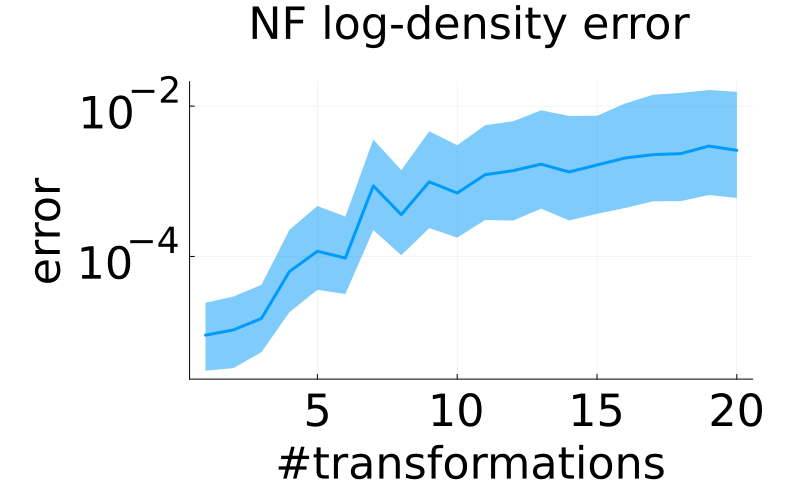 NF log-density error
10⁻²
10⁻⁴
error
5 10 15 20
#transformations